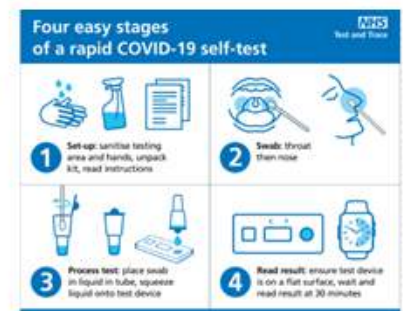 Four easy stages
of a rapid COVID-19 self-test
NHS
Test and Trace
1
Set-up: sanitise testing
area and hands, unpack
kit, read instructions
2
Swab: throat
then nose
3
Process test: place swab
in liquid in tube, squeeze
liquid onto test device
4
Read result: ensure test device
is on a flat surface, wait and
read result at 30 minutes